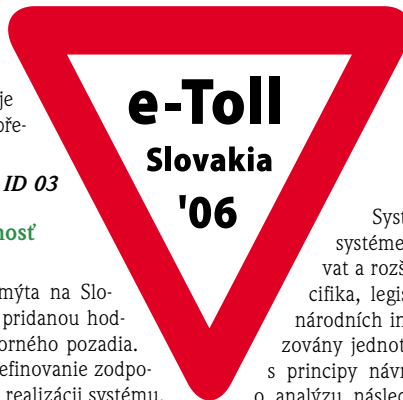 je
pře-
ID 03
nosť
mýta na Slo-
pridanou hod-
orného pozadia.
efinovanie zodpo-
realizácii systému.
e-Toll
Slovakia
'06
Syst
systéme
vat a rozš
cifika, legis
národních in
zovány jednot
s principy návr
o analýzu násled